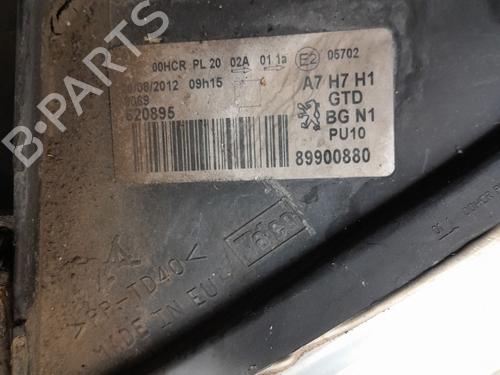 00HCR PL 20 02A 01 1a E2 05702
/08/2012 09h15 A7 H7 H1
9069 GTD
620895 BG N1
PU10
89900880
Valeo
>PP-TD40<
MADE IN EU
B-Parts